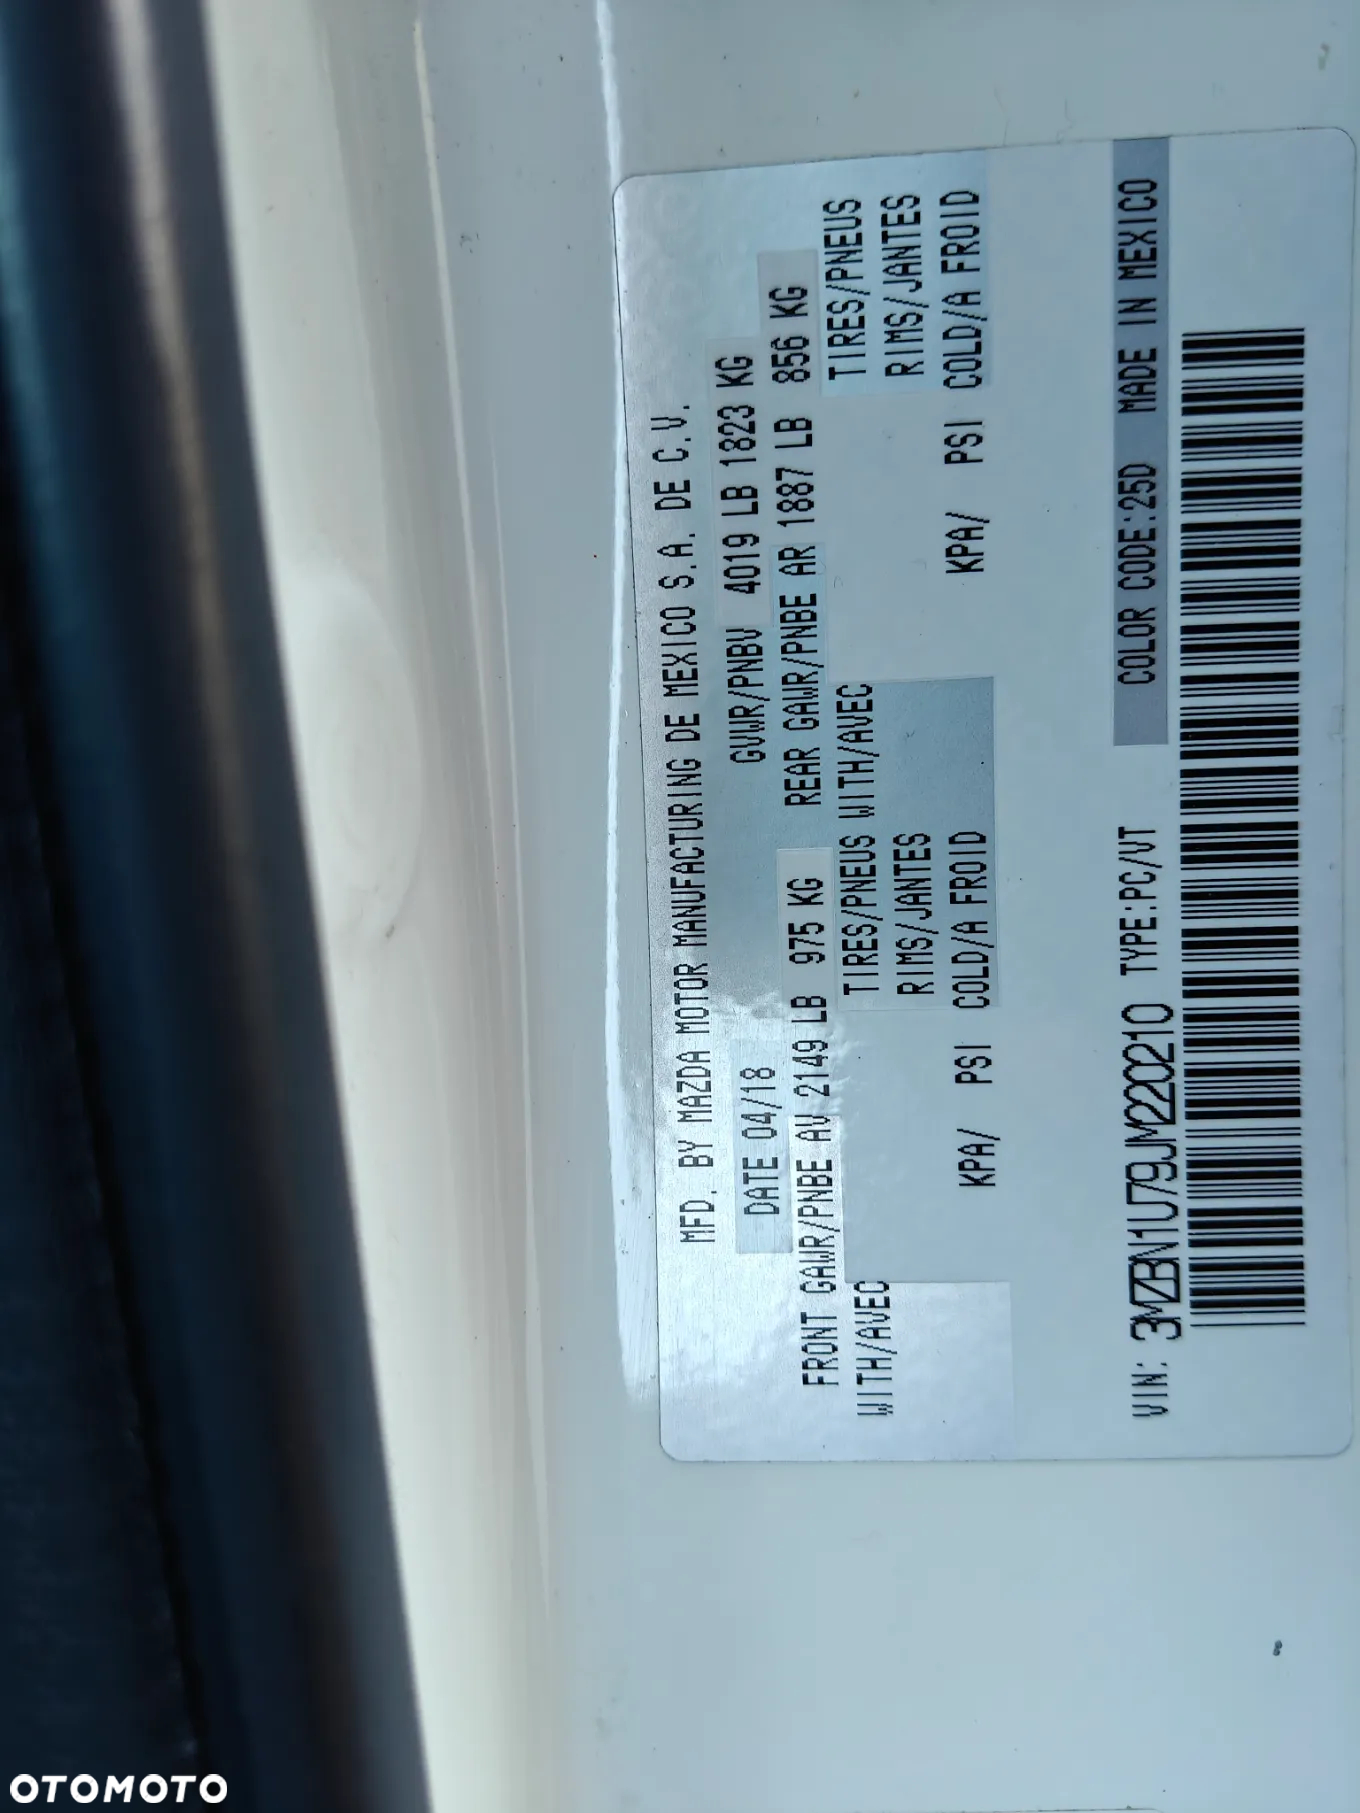 MFD. BY MAZDA MOTOR MANUFACTURING DE MEXICO S.A. DE C.V.
DATE 04/18 GVWR/PNBV 4019 LB 1823 KG
FRONT GAWR/PNBE AV 2149 LB 975 KG REAR GAWR/PNBE AR 1887 LB 856 KG
WITH/AVEC TIRES/PNEUS WITH/AVEC TIRES/PNEUS
RIMS/JANTES RIMS/JANTES
KPA/ PSI COLD/A FROID KPA/ PSI COLD/A FROID
VIN: 3MZBN1U79JM220210 TYPE:PC/VT COLOR CODE:25D MADE IN MEXICO
OTOMOTO